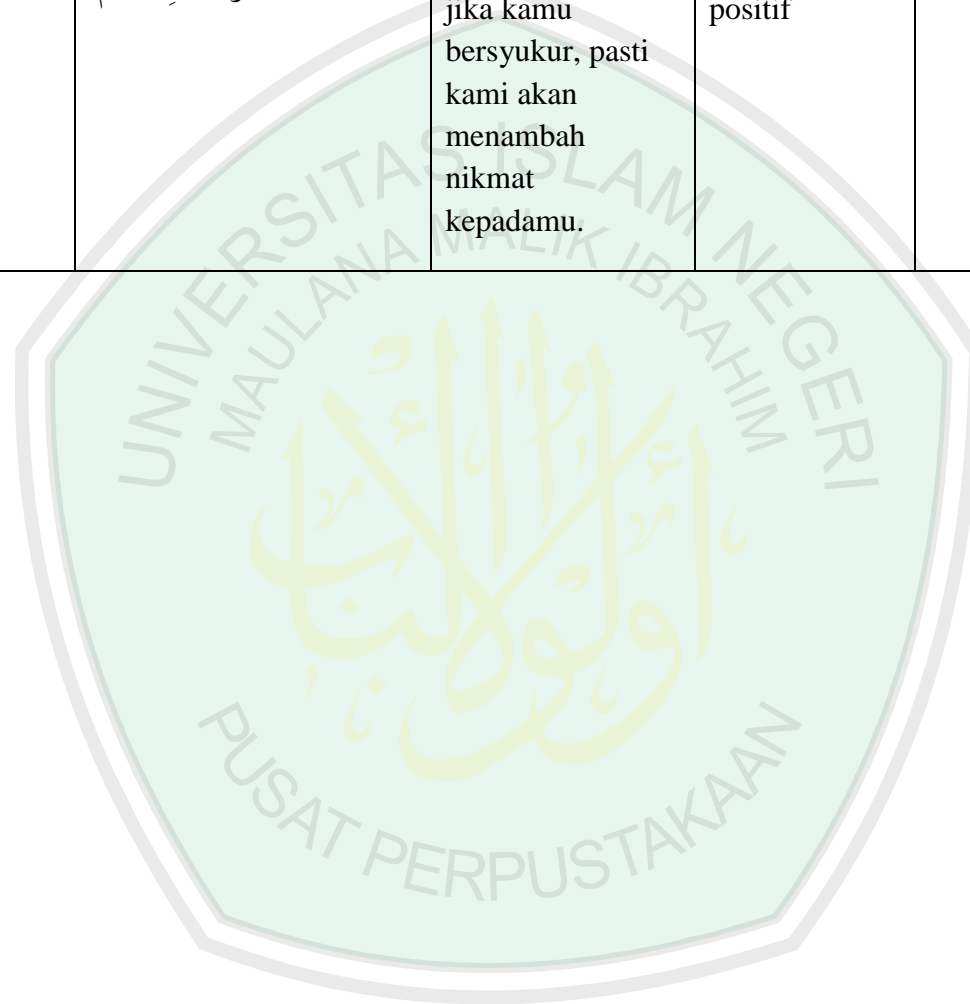 jika kamu positif
bersyukur, pasti
kami akan
menambah
nikmat
kepadamu.
UNIVERSITAS ISLAM NEGERI
MAULANA MALIK IBRAHIM
PUSAT PERPUSTAKAAN